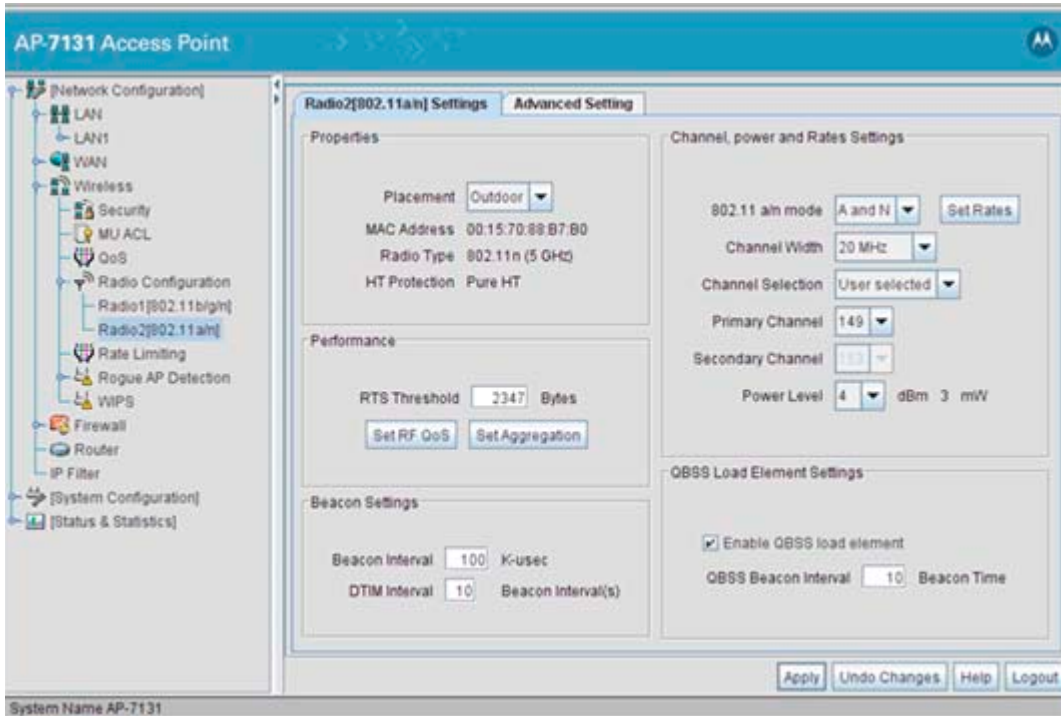 AP-7131 Access Point
[Network Configuration]
LAN
LAN1
WAN
Wireless
Security
MU ACL
QoS
Radio Configuration
Radio1[802.11b/g/n]
Radio2[802.11a/n]
Rate Limiting
Rogue AP Detection
WIPS
Firewall
Router
IP Filter
[System Configuration]
[Status & Statistics]
Radio2[802.11a/n] Settings Advanced Setting
Properties
Placement Outdoor
MAC Address 00:15:70:88:B7:B0
Radio Type 802.11n (5 GHz)
HT Protection Pure HT
Performance
RTS Threshold 2347 Bytes
Set RF QoS Set Aggregation
Beacon Settings
Beacon Interval 100 K-usec
DTIM Interval 10 Beacon Interval(s)
Channel, power and Rates Settings
802.11 a/n mode A and N Set Rates
Channel Width 20 MHz
Channel Selection User selected
Primary Channel 149
Secondary Channel 153
Power Level 4 dBm 3 mW
QBSS Load Element Settings
Enable QBSS load element
QBSS Beacon Interval 10 Beacon Time
Apply Undo Changes Help Logout
System Name AP-7131